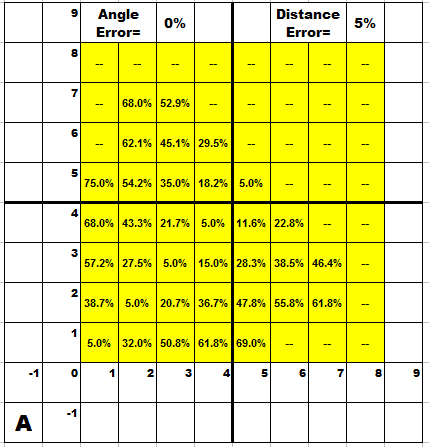 9 Angle Error= 0% Distance Error= 5%
8 -- -- -- -- -- -- -- --
7 -- 68.0% 52.9% -- -- -- -- --
6 -- 62.1% 45.1% 29.5% -- -- -- --
5 75.0% 54.2% 35.0% 18.2% 5.0% -- -- --
4 68.0% 43.3% 21.7% 5.0% 11.6% 22.8% -- --
3 57.2% 27.5% 5.0% 15.0% 28.3% 38.5% 46.4% --
2 38.7% 5.0% 20.7% 36.7% 47.8% 55.8% 61.8% --
1 5.0% 32.0% 50.8% 61.8% 69.0% -- -- --
-1 0 1 2 3 4 5 6 7 8 9
A -1